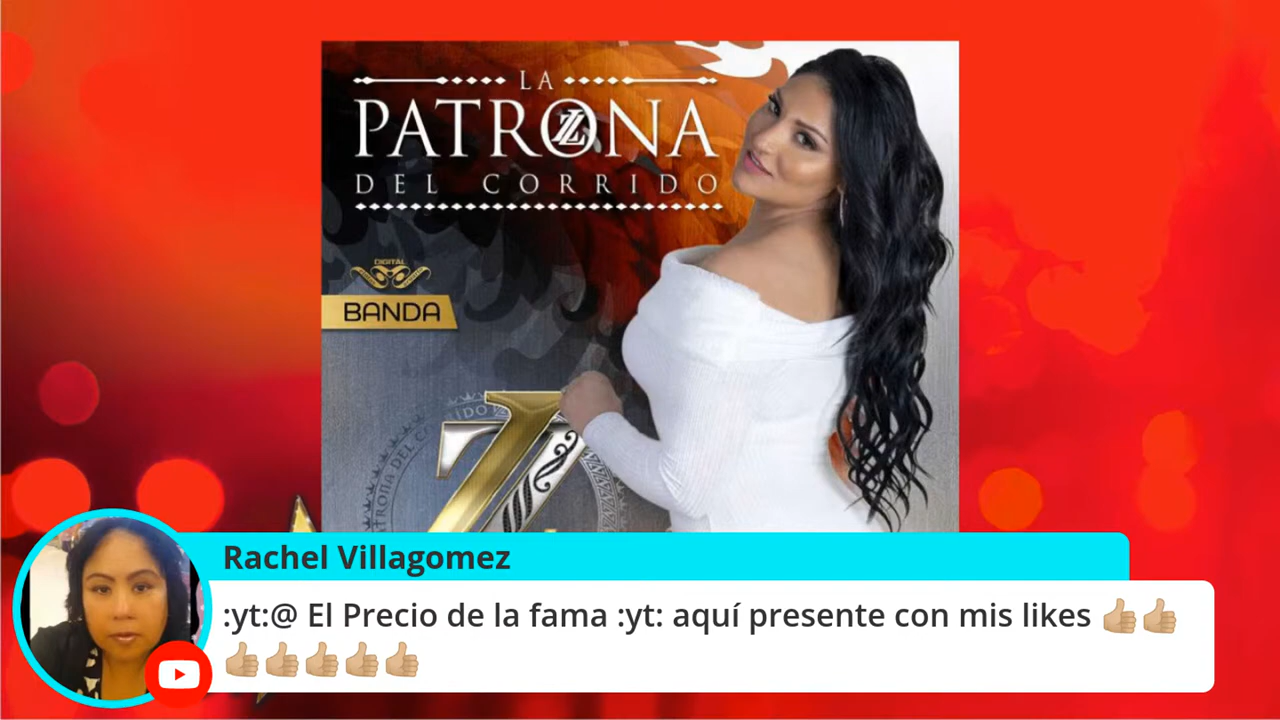 LA
PATRONA
DEL CORRIDO
DIGITAL
BANDA
Rachel Villagomez
:yt:@ El Precio de la fama :yt: aquí presente con mis likes 👍🏼👍🏼
👍🏼👍🏼👍🏼👍🏼👍🏼